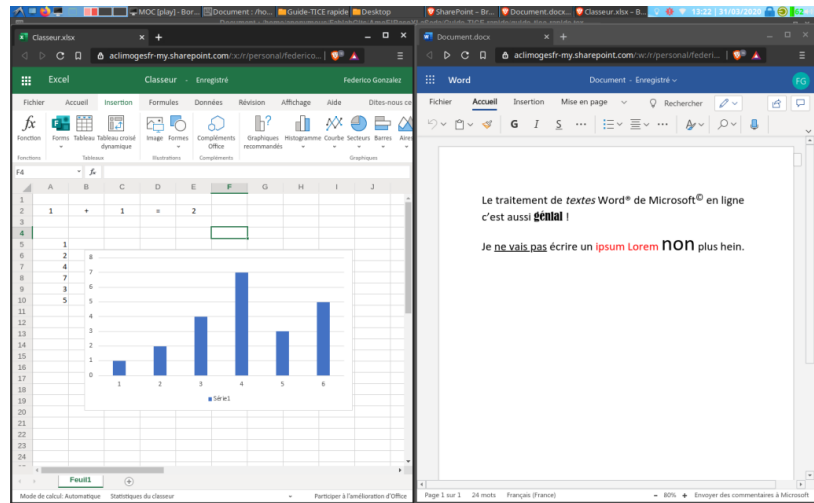 MOC [play] - Bor... Document : /ho... Guide-TICE rapide Desktop SharePoint – Br... Document.docx... Classeur.xlsx – B... 13:22 | 31/03/2020
Classeur.xlsx × +
aclimogesfr-my.sharepoint.com/:x:/r/personal/federico...
Excel Classeur - Enregistré Federico Gonzalez
Fichier Accueil Insertion Formules Données Révision Affichage Aide Dites-nous ce
Fonction Forms Tableau Tableau croisé dynamique Image Formes Compléments Office Graphiques recommandés Histogramme Courbe Secteurs Barres Aires
Fonctions Tableaux Illustrations Compléments Graphiques
F4 fx
A B C D E F G H I J
1
2 1 + 1 = 2
3
4
5 1
6 2
7 4
8 7
9 3
10 5
11
12
13
14
15
16
17
18
19
20
21
22
23
24
8
7
6
5
4
3
2
1
0
1 2 3 4 5 6
Série1
Feuil1
Mode de calcul: Automatique Statistiques du classeur Participer à l'amélioration d'Office
Document.docx × +
aclimogesfr-my.sharepoint.com/:w:/r/personal/federi...
Word Document - Enregistré FG
Fichier Accueil Insertion Mise en page Rechercher
G I S ...
Le traitement de textes Word® de Microsoft© en ligne
c'est aussi génial !
Je ne vais pas écrire un ipsum Lorem non plus hein.
Page 1 sur 1 24 mots Français (France) - 80% + Envoyer des commentaires à Microsoft